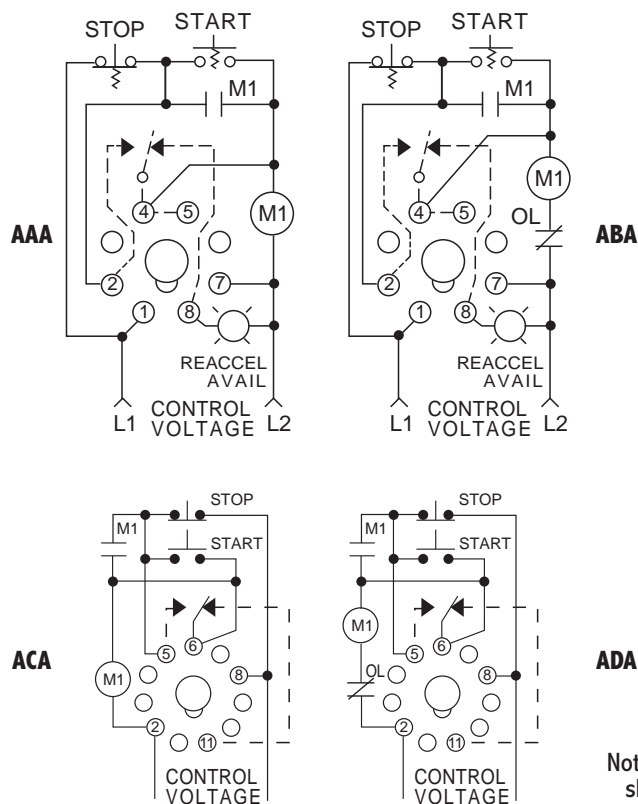 STOP
START
M1
4
5
M1
2
7
1
8
REACCEL
AVAIL
L1
CONTROL
VOLTAGE
L2
AAA
STOP
START
M1
M1
OL
4
5
2
7
1
8
REACCEL
AVAIL
L1
CONTROL
VOLTAGE
L2
ABA
STOP
M1
START
5
6
M1
8
2
11
CONTROL
VOLTAGE
ACA
STOP
M1
START
M1
5
6
OL
8
2
11
CONTROL
VOLTAGE
ADA